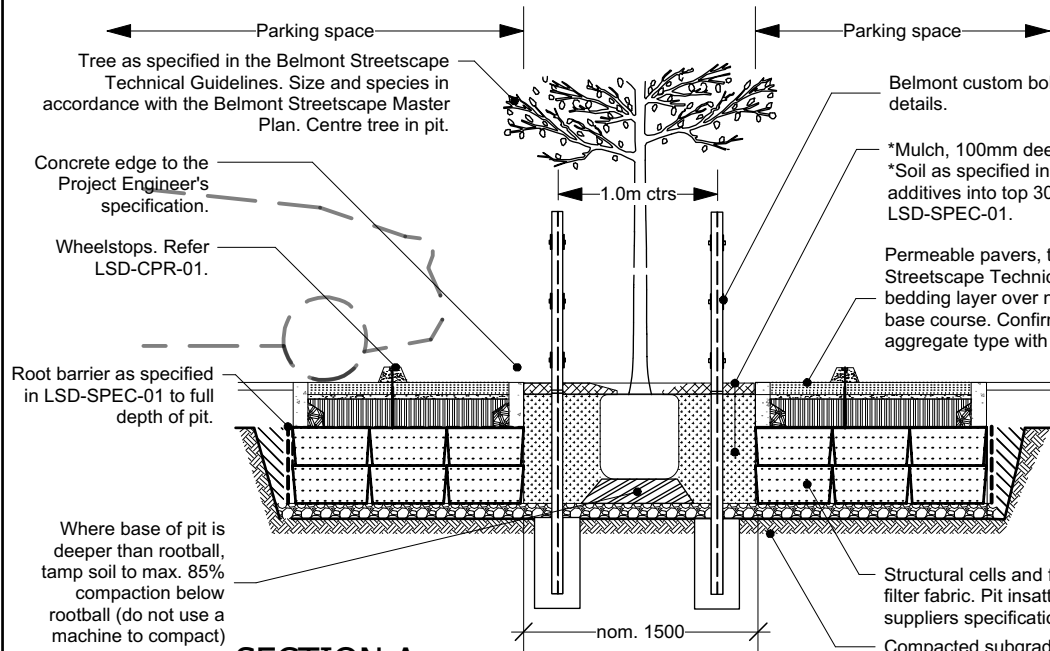 Parking space
Parking space
Tree as specified in the Belmont Streetscape
Technical Guidelines. Size and species in
accordance with the Belmont Streetscape Master
Plan. Centre tree in pit.
Concrete edge to the
Project Engineer's
specification.
Wheelstops. Refer
LSD-CPR-01.
Root barrier as specified
in LSD-SPEC-01 to full
depth of pit.
Where base of pit is
deeper than rootball,
tamp soil to max. 85%
compaction below
rootball (do not use a
machine to compact)
1.0m ctrs
nom. 1500
Belmont custom bol
details.
*Mulch, 100mm dee
*Soil as specified in
additives into top 30
LSD-SPEC-01.
Permeable pavers, t
Streetscape Technic
bedding layer over n
base course. Confirm
aggregate type with
Structural cells and f
filter fabric. Pit insatt
suppliers specificatio
Compacted subgrad
SECTION A